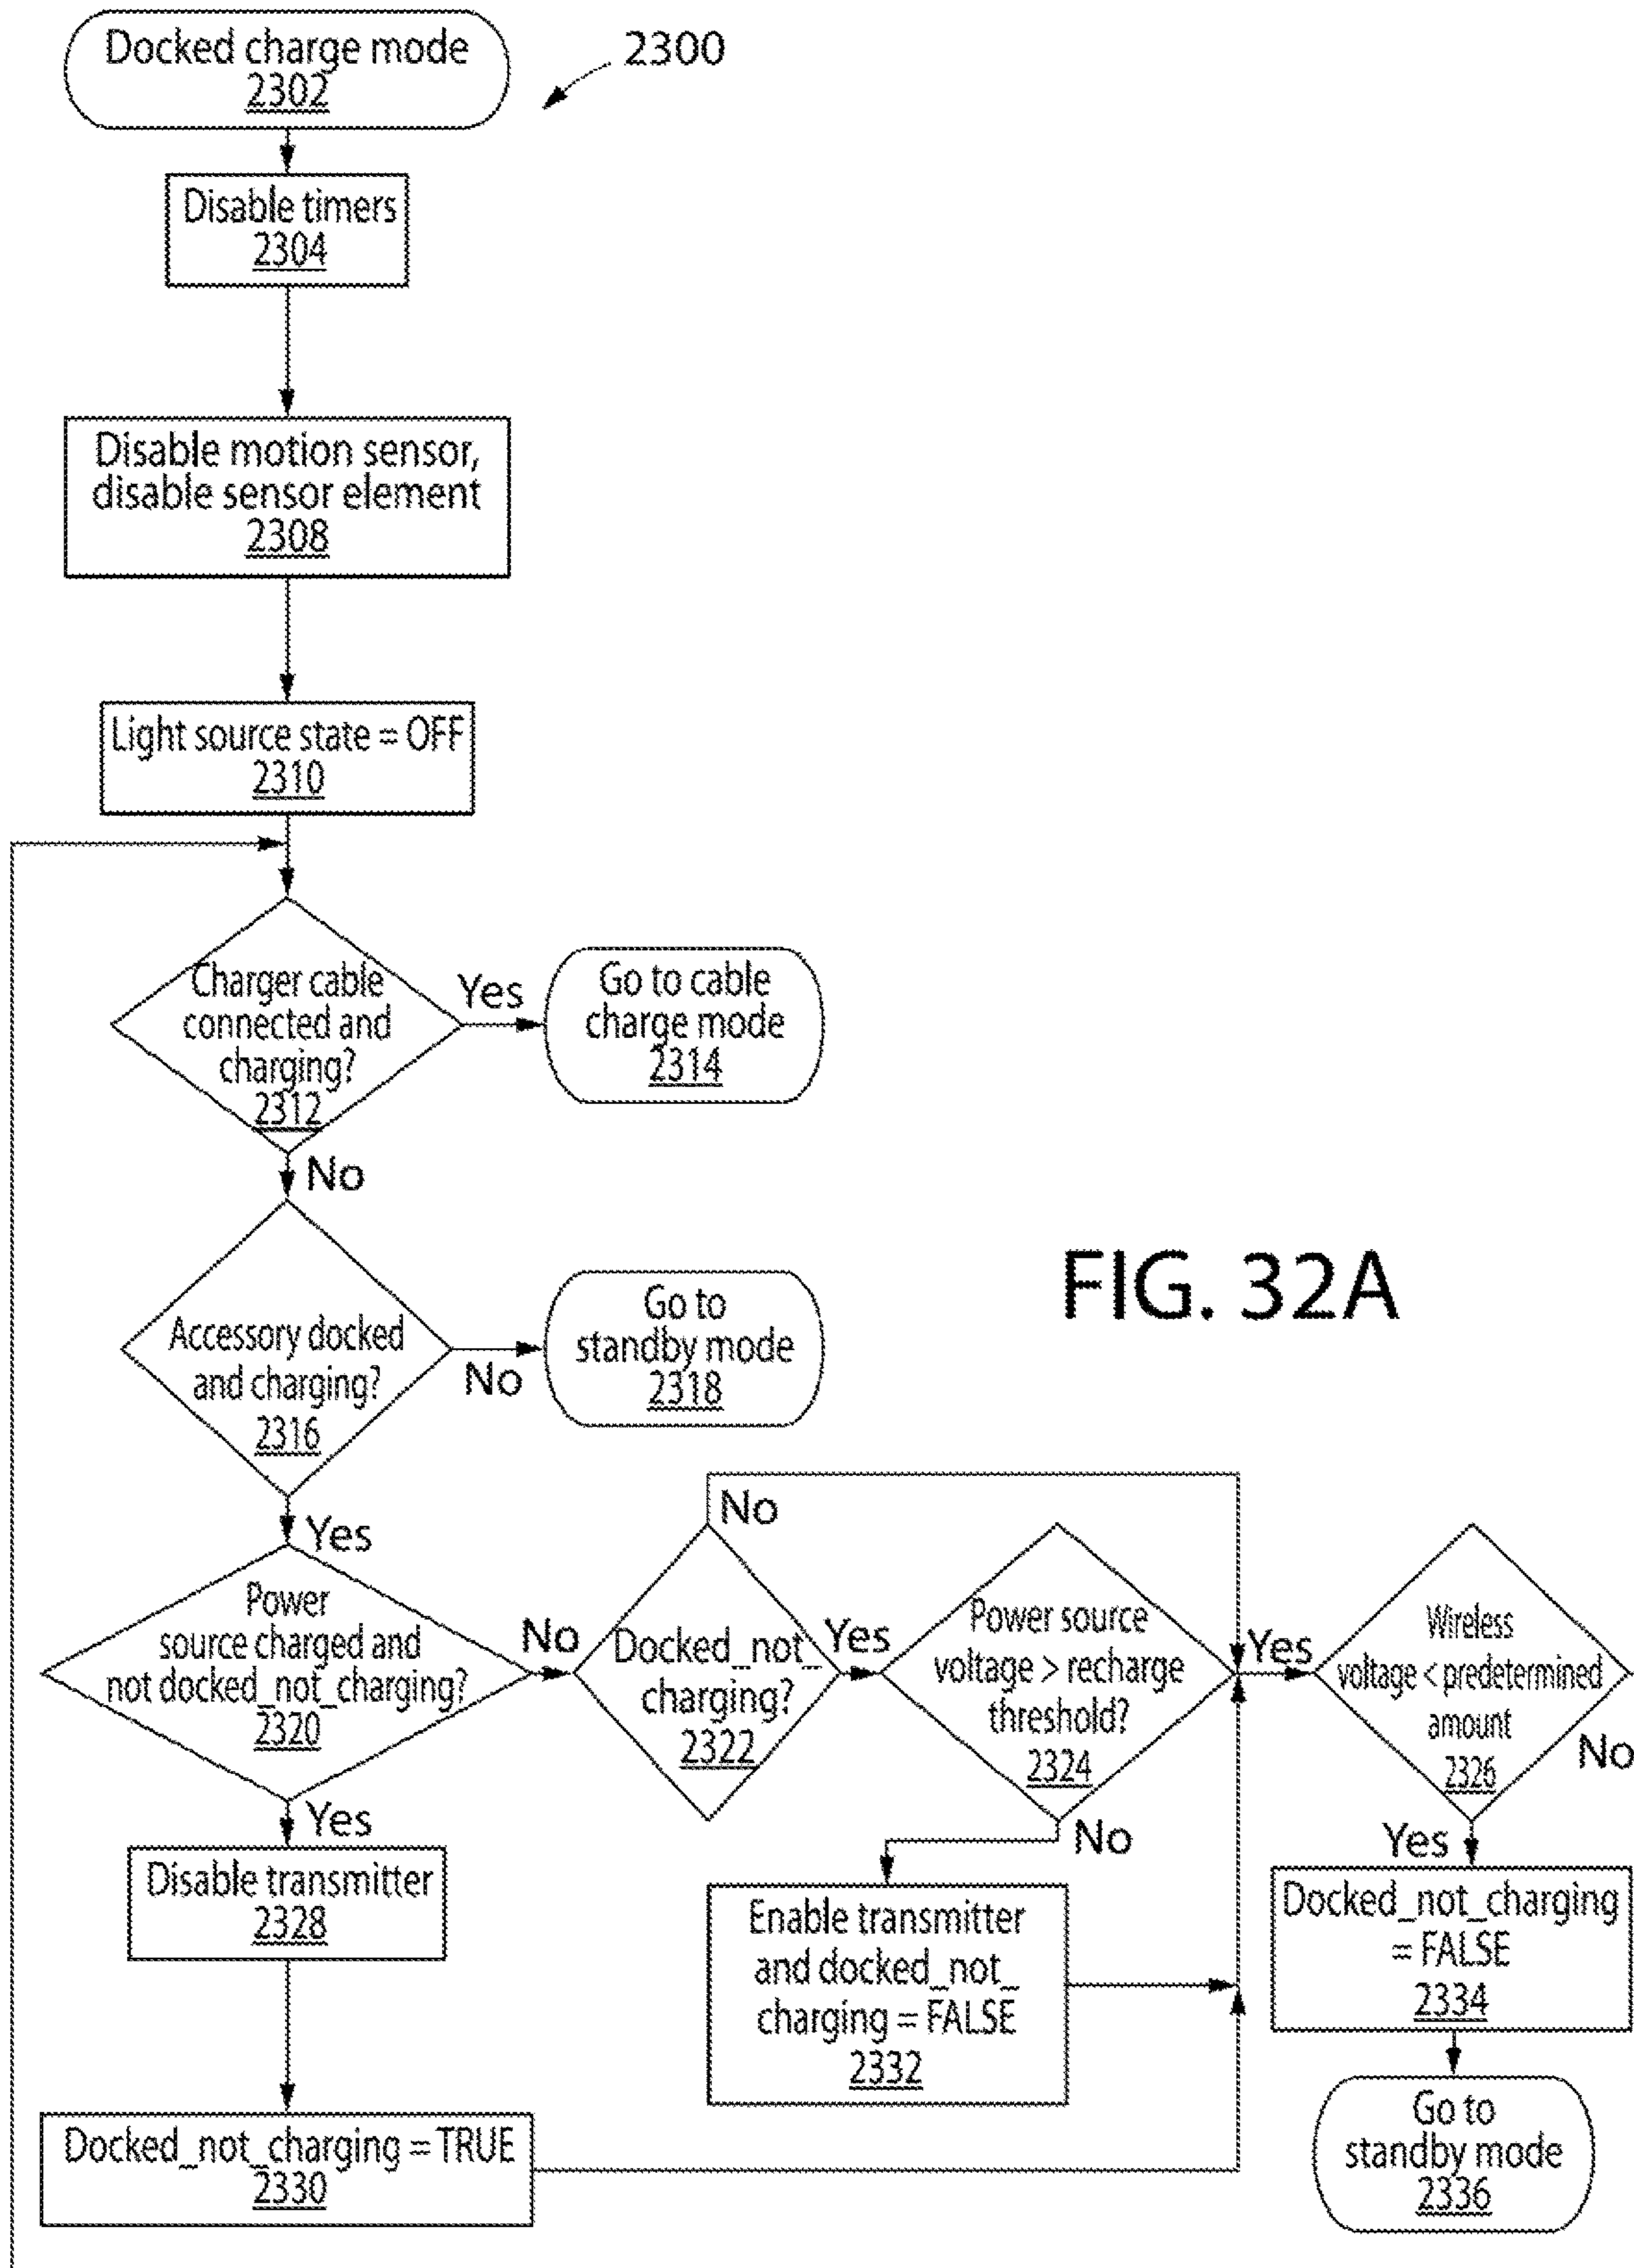 Docked charge mode
2302
2300
Disable timers
2304
Disable motion sensor,
disable sensor element
2308
Light source state = OFF
2310
Charger cable
connected and
charging?
2312
Yes
Go to cable
charge mode
2314
No
FIG. 32A
Accessory docked
and charging?
2316
No
Go to
standby mode
2318
Yes
Power
source charged and
not docked_not_charging?
2320
No
Docked_not_
charging?
2322
No
Yes
Power source
voltage > recharge
threshold?
2324
Yes
Wireless
voltage < predetermined
amount
2326
No
Yes
Disable transmitter
2328
No
Enable transmitter
and docked_not_
charging = FALSE
2332
Yes
Docked_not_charging
= FALSE
2334
Docked_not_charging = TRUE
2330
Go to
standby mode
2336